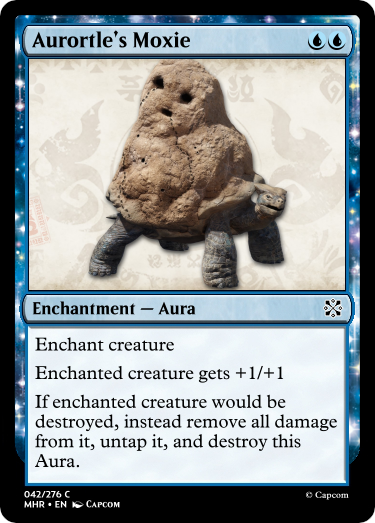 Aurortle's Moxie
Enchantment — Aura
Enchant creature
Enchanted creature gets +1/+1
If enchanted creature would be
destroyed, instead remove all damage
from it, untap it, and destroy this
Aura.
042/276 C
MHR • EN Capcom
© Capcom